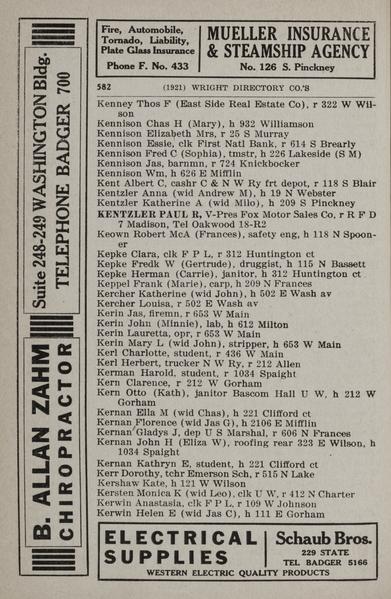 Fire, Automobile,
Tornado, Liability,
Plate Glass Insurance
Phone F. No. 433
MUELLER INSURANCE
& STEAMSHIP AGENCY
No. 126 S. Pinckney
582 (1921) WRIGHT DIRECTORY CO.'S
Kenney Thos F (East Side Real Estate Co), r 322 W Wil-
son
Kennison Chas H (Mary), h 932 Williamson
Kennison Elizabeth Mrs, r 25 S Murray
Kennison Essie, clk First Natl Bank, r 614 S Brearly
Kennison Fred C (Sophia), tmstr, h 226 Lakeside (S M)
Kennison Jas, barmn, r 724 Knickbocker
Kennison Wm, h 626 E Mifflin
Kent Albert C, cashr C & N W Ry frt depot, r 118 S Blair
Kentzler Anna (wid Andrew M), h 19 N Webster
Kentzler Katherine A (wid Milo), h 209 S Pinckney
KENTZLER PAUL R, V-Pres Fox Motor Sales Co, r R F D
7 Madison, Tel Oakwood 18-R2
Keown Robert McA (Frances), safety eng, h 118 N Spoon-
er
Kepke Clara, clk F P L, r 312 Huntington ct
Kepke Fredk W (Gertrude), druggist, h 115 N Bassett
Kepke Herman (Carrie), janitor, h 312 Huntington ct
Keppel Frank (Marie), carp, h 209 N Frances
Kercher Katherine (wid John), h 502 E Wash av
Kercher Louisa, r 502 E Wash av
Kerin Jas, firemn, r 653 W Main
Kerin John (Minnie), lab, h 612 Milton
Kerin Lauretta, opr, r 653 W Main
Kerin Mary L (wid John), stripper, h 653 W Main
Kerl Charlotte, student, r 436 W Main
Kerl Herbert, trucker N W Ry, r 212 Allen
Kerman Harold, student, r 1034 Spaight
Kern Clarence, r 212 W Gorham
Kern Otto (Kath), janitor Bascom Hall U W, h 212 W
Gorham
Kernan Ella M (wid Chas), h 221 Clifford ct
Kernan Florence (wid Jas G), h 2106 E Mifflin
Kernan Gladys J, dep U S Marshal, r 606 N Frances
Kernan John H (Eliza W), roofing rear 323 E Wilson, h
1034 Spaight
Kernan Kathryn E, student, h 221 Clifford ct
Kerr Dorothy, tchr Emerson Sch, r 515 N Lake
Kershaw Kate, h 121 W Wilson
Kersten Monica K (wid Leo), clk U W, r 412 N Charter
Kerwin Anastasia, clk F P L, r 109 W Johnson
Kerwin Helen E (wid Jas C), h 111 E Gorham
B. ALLAN ZAHM
CHIROPRACTOR
Suite 248-249 WASHINGTON Bldg.
TELEPHONE BADGER 700
ELECTRICAL
SUPPLIES
Schaub Bros.
229 STATE
TEL BADGER 5166
WESTERN ELECTRIC QUALITY PRODUCTS